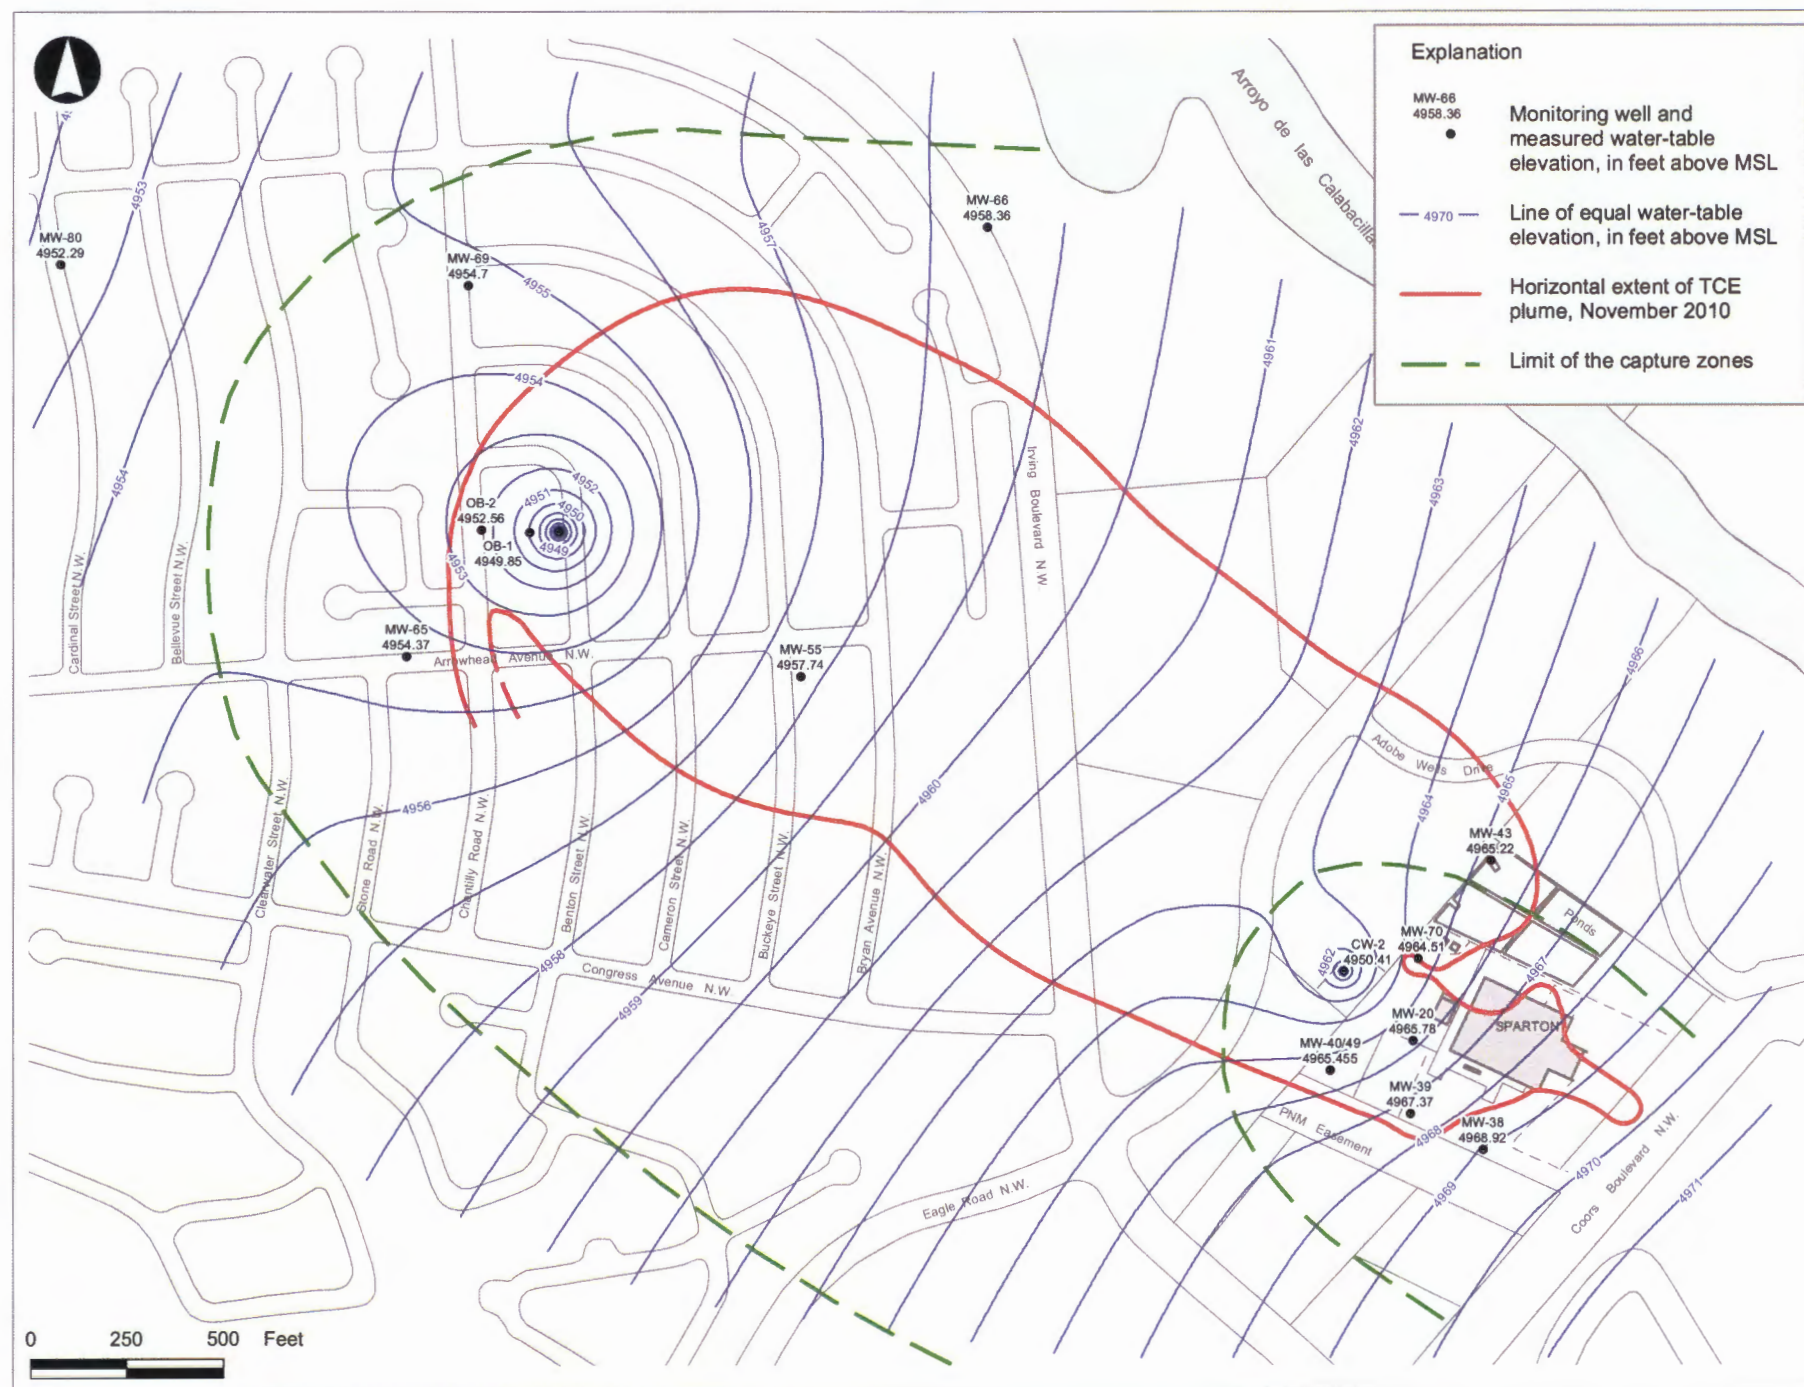 Explanation
MW-66
4958.36
Monitoring well and
measured water-table
elevation, in feet above MSL
4970
Line of equal water-table
elevation, in feet above MSL
Horizontal extent of TCE
plume, November 2010
Limit of the capture zones
Arroyo de las Calabacillas
4953
MW-80
4952.29
MW-69
4954.7
4955
4957
MW-66
4958.36
4961
4962
4963
4954
4954
4952
4951
4950
4949
OB-2
4952.56
OB-1
4949.85
4953
Irving Boulevard N.W.
Cardinal Street N.W.
Bellevue Street N.W.
MW-65
4954.37
Arrowhead Avenue N.W.
MW-55
4957.74
4966
Adobe Wells Drive
4965
4964
4960
4956
MW-43
4965.22
Clearwater Street N.W.
Stone Road N.W.
Chantilly Road N.W.
Benton Street N.W.
Cameron Street N.W.
Buckeye Street N.W.
Bryan Avenue N.W.
Ponds
MW-70
4964.51
CW-2
4950.41
4962
4967
4958
Congress Avenue N.W.
4959
MW-20
4965.78
SPARTON
MW-40/49
4965.455
MW-39
4967.37
MW-38
4968.92
4968
PNM Easement
4970
4969
4971
Coors Boulevard N.W.
Eagle Road N.W.
0 250 500 Feet